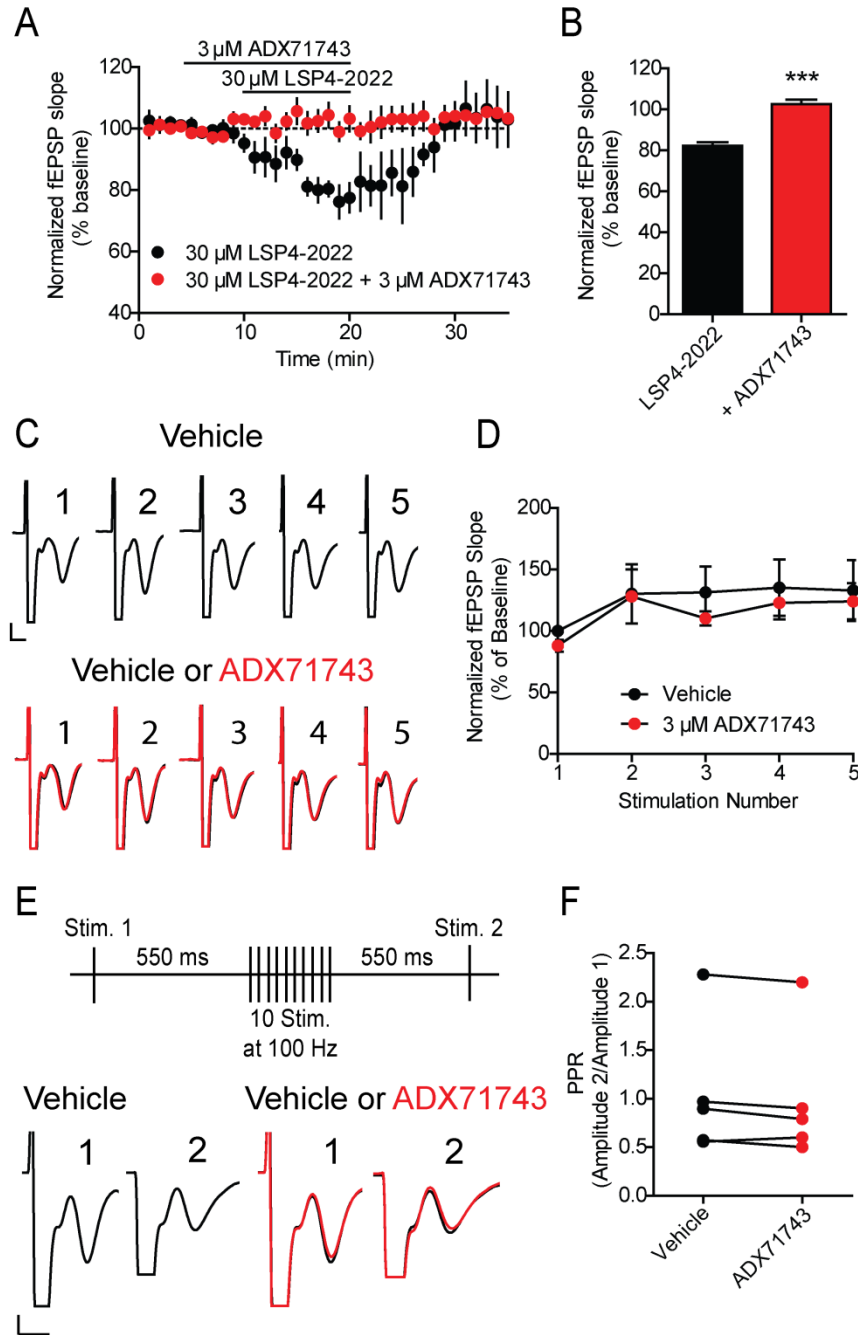 A
3 µM ADX71743
30 µM LSP4-2022
Normalized fEPSP slope
(% baseline)
120
100
80
60
40
30 µM LSP4-2022
30 µM LSP4-2022 + 3 µM ADX71743
0
10
20
30
Time (min)
B
Normalized fEPSP slope
(% baseline)
120
100
80
60
40
20
0
***
LSP4-2022
+ ADX71743
C
Vehicle
1
2
3
4
5
Vehicle or ADX71743
1
2
3
4
5
D
Normalized fEPSP Slope
(% of Baseline)
200
150
100
50
0
Vehicle
3 µM ADX71743
1
2
3
4
5
Stimulation Number
E
Stim. 1
Stim. 2
550 ms
550 ms
10 Stim.
at 100 Hz
Vehicle
1
2
Vehicle or ADX71743
1
2
F
PPR
(Amplitude 2/Amplitude 1)
2.5
2.0
1.5
1.0
0.5
0.0
Vehicle
ADX71743